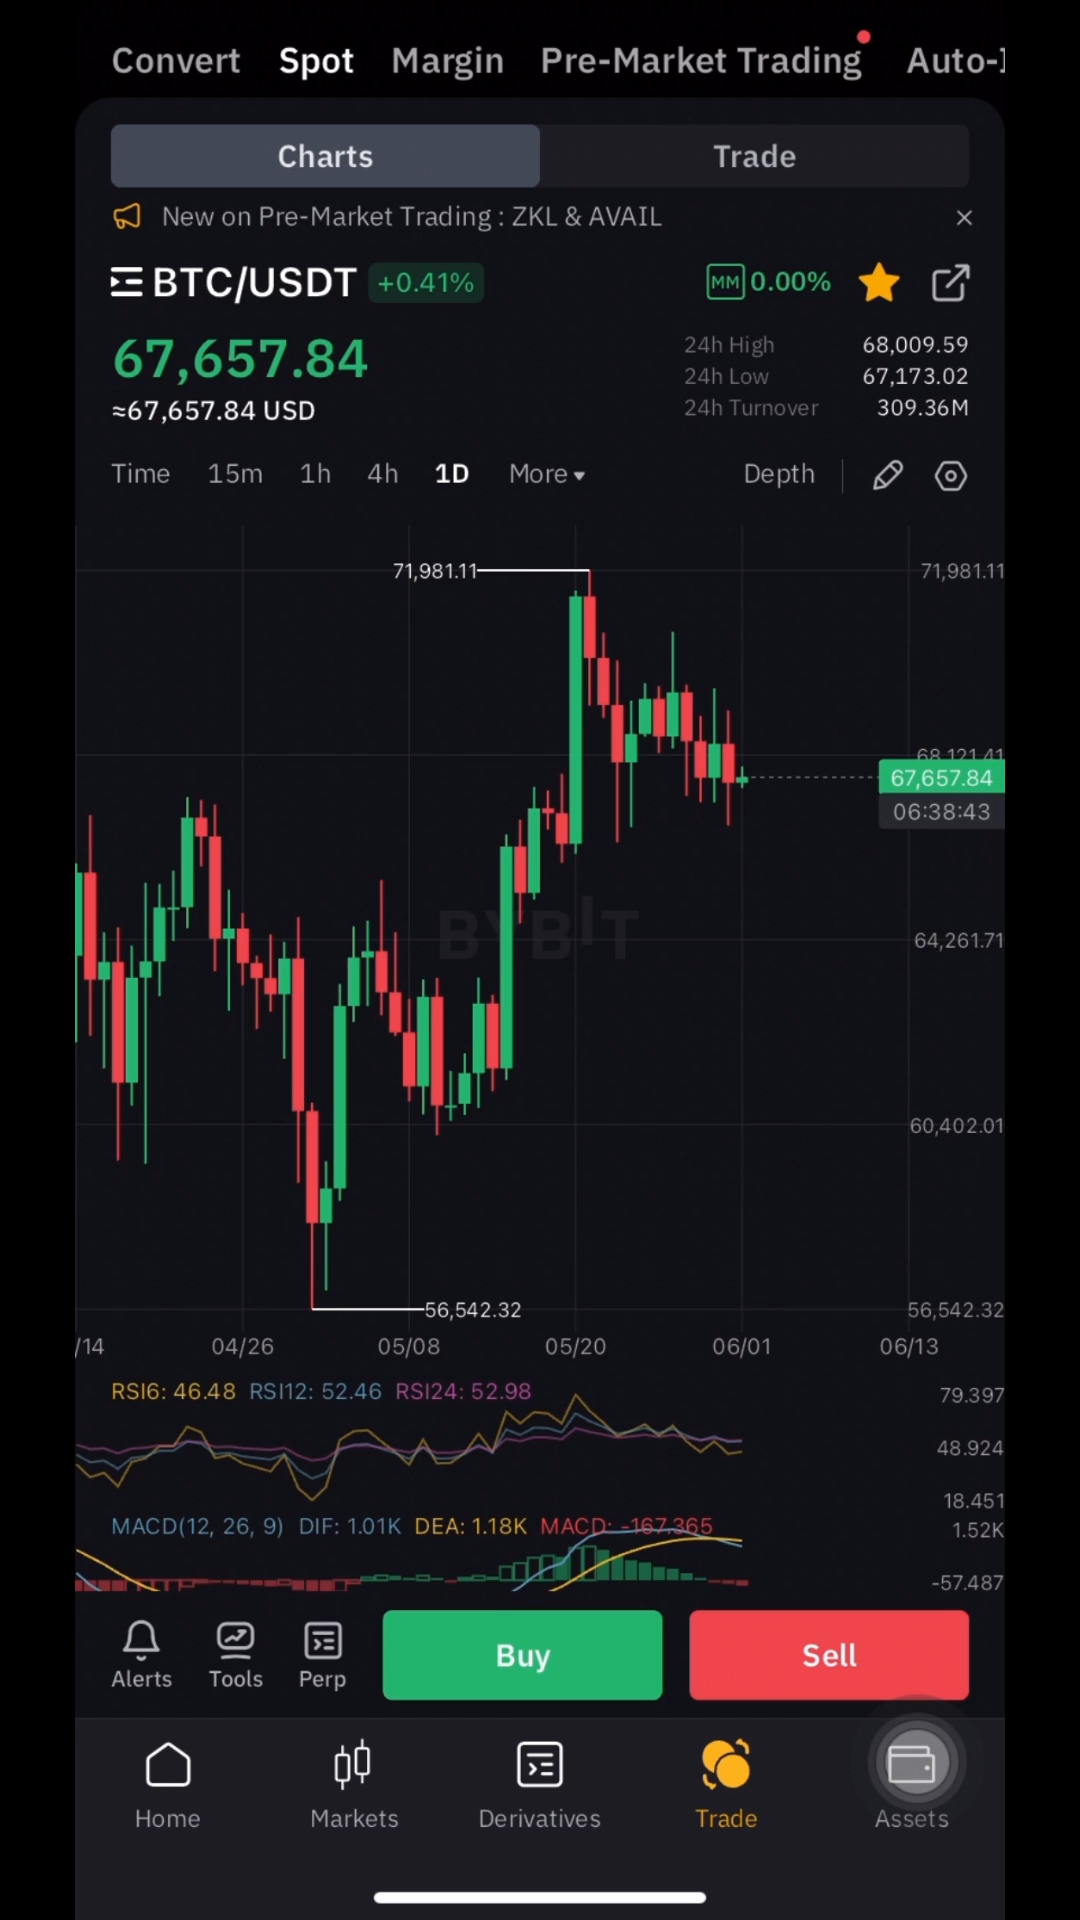 Convert Spot Margin Pre-Market Trading Auto-
Charts Trade
New on Pre-Market Trading : ZKL & AVAIL ×
BTC/USDT +0.41% MM 0.00%
67,657.84
≈67,657.84 USD
24h High 68,009.59
24h Low 67,173.02
24h Turnover 309.36M
Time 15m 1h 4h 1D More Depth
71,981.11 71,981.11
68,121.41
67,657.84
06:38:43
BYBIT
64,261.71
60,402.01
56,542.32 56,542.32
/14 04/26 05/08 05/20 06/01 06/13
RSI6: 46.48 RSI12: 52.46 RSI24: 52.98 79.397
48.924
18.451
MACD(12, 26, 9) DIF: 1.01K DEA: 1.18K MACD: -167.365 1.52K
-57.487
Alerts Tools Perp Buy Sell
Home Markets Derivatives Trade Assets